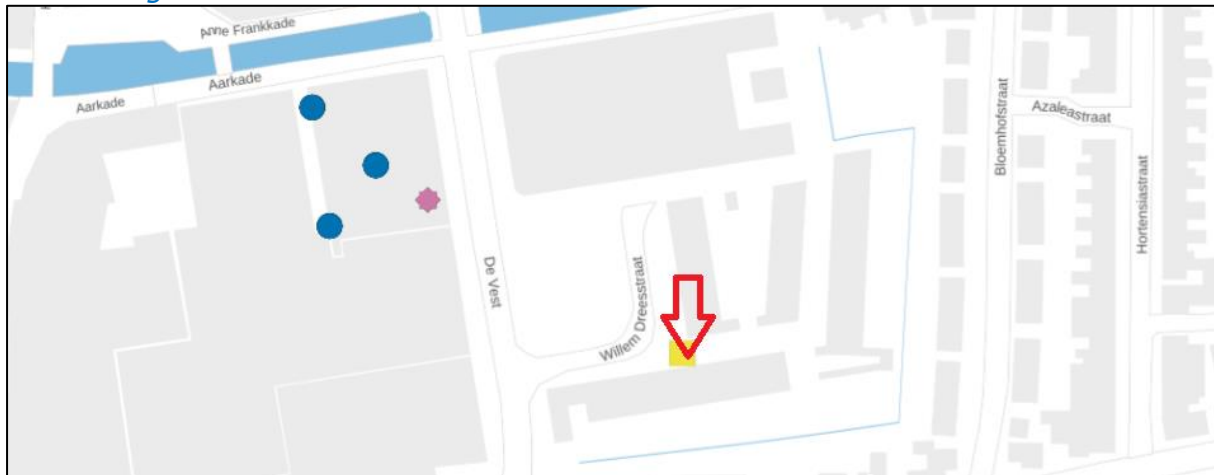 Anne Frankkade
Aarkade
Aarkade
Azaleastraat
Bloemhofstraat
Hortensiastraat
De Vest
Willem Dreesstraat